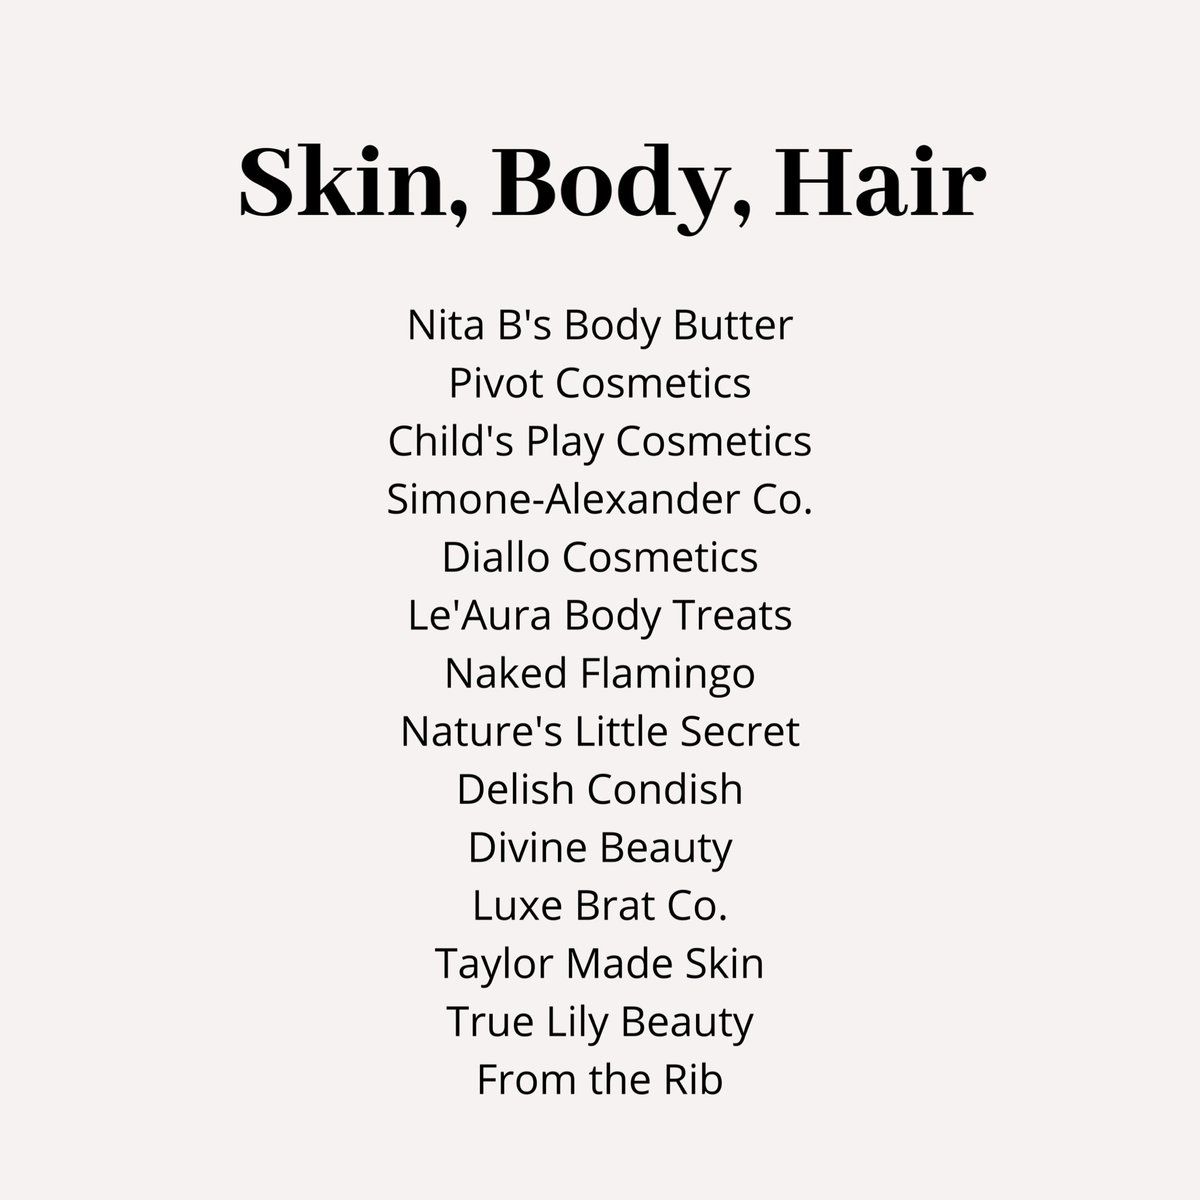 Skin, Body, Hair
Nita B's Body Butter
Pivot Cosmetics
Child's Play Cosmetics
Simone-Alexander Co.
Diallo Cosmetics
Le'Aura Body Treats
Naked Flamingo
Nature's Little Secret
Delish Condish
Divine Beauty
Luxe Brat Co.
Taylor Made Skin
True Lily Beauty
From the Rib